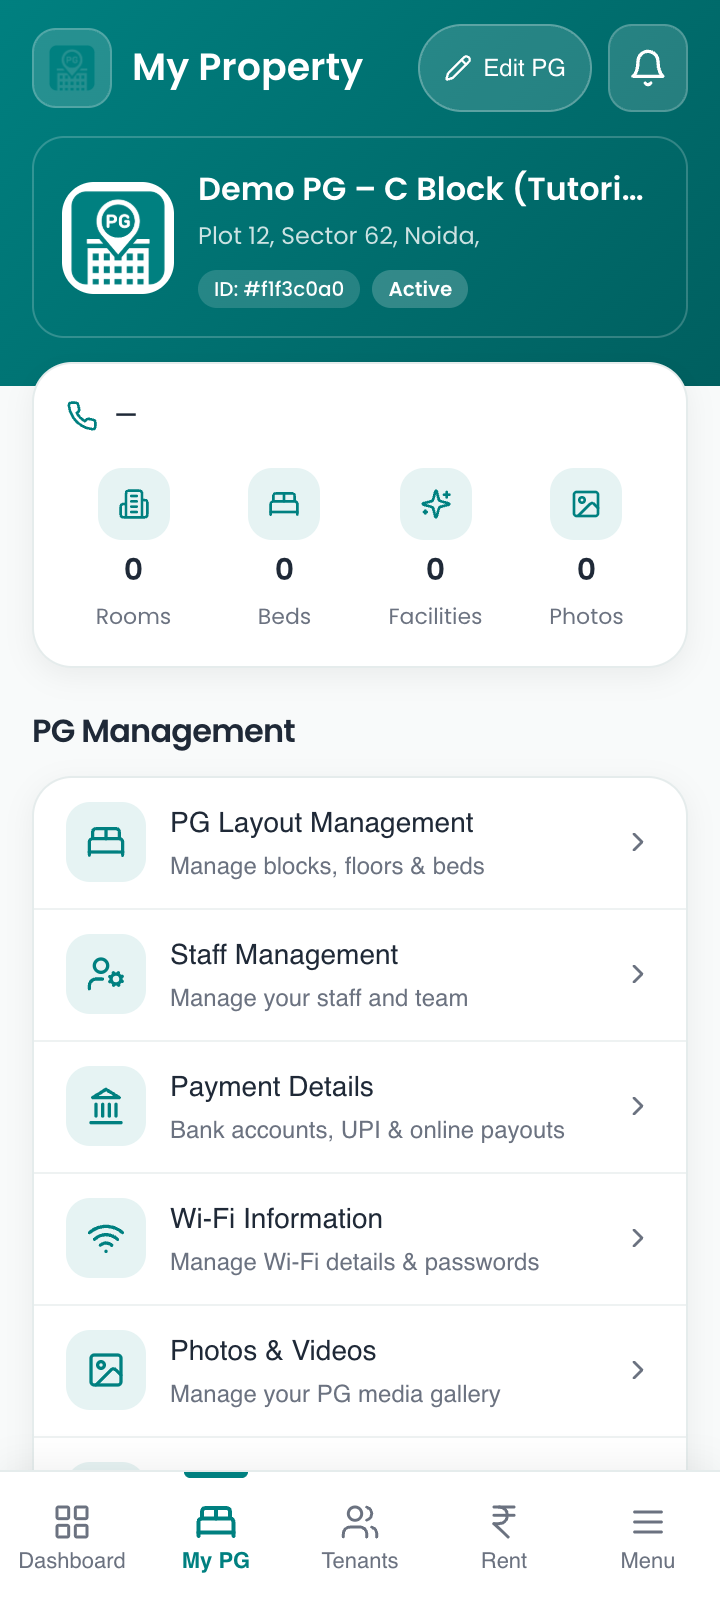 My Property
Edit PG
PG
Demo PG – C Block (Tutori...
Plot 12, Sector 62, Noida,
ID: #f1f3c0a0
Active
–
0
0
0
0
Rooms
Beds
Facilities
Photos
PG Management
PG Layout Management
Manage blocks, floors & beds
Staff Management
Manage your staff and team
Payment Details
Bank accounts, UPI & online payouts
Wi-Fi Information
Manage Wi-Fi details & passwords
Photos & Videos
Manage your PG media gallery
Dashboard
My PG
Tenants
Rent
Menu